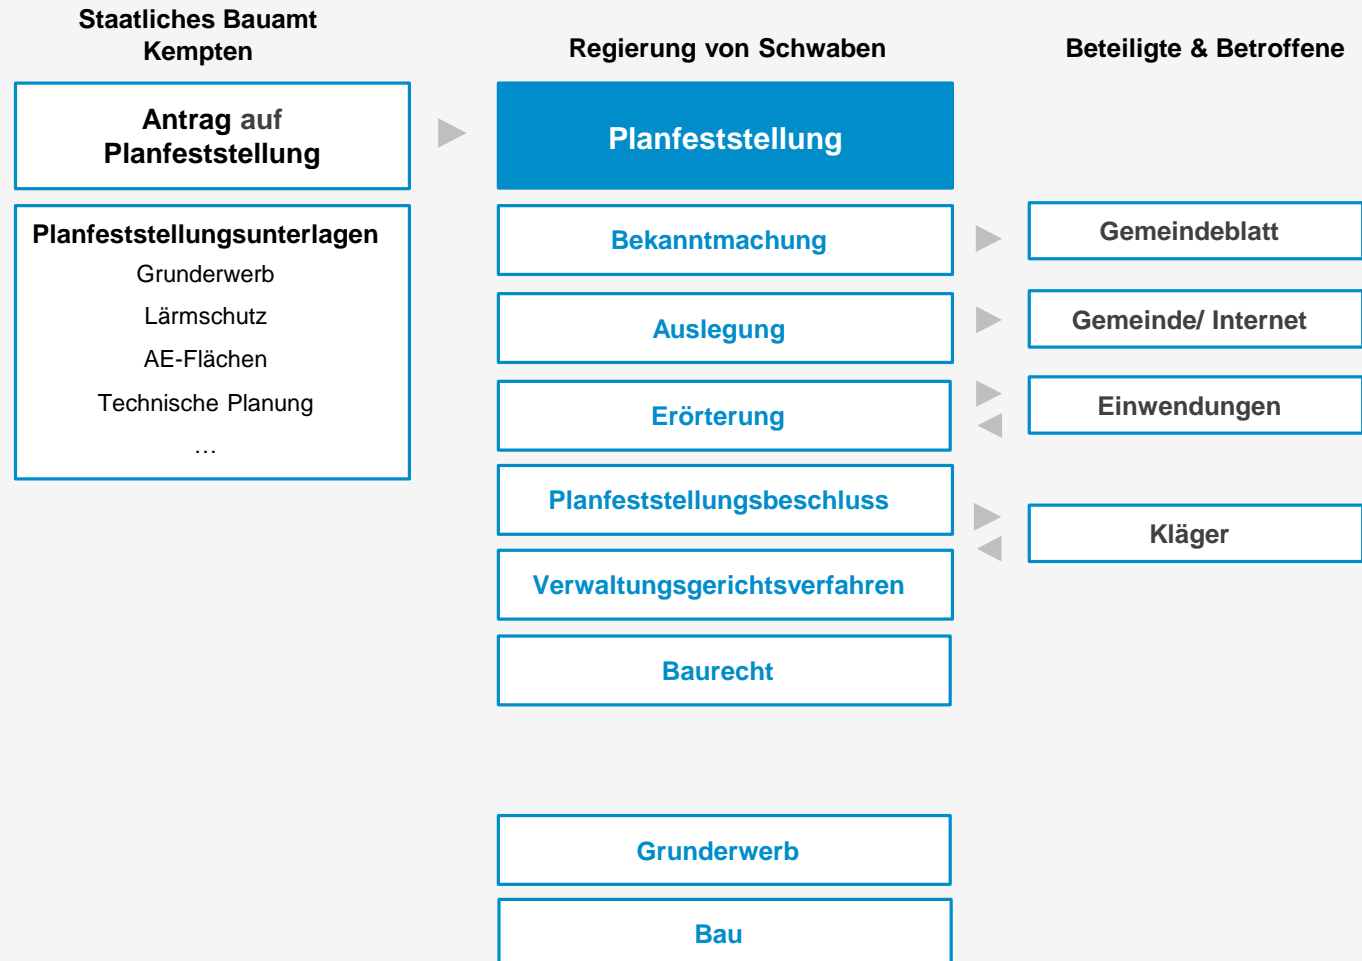 Staatliches Bauamt
Kempten
Regierung von Schwaben
Beteiligte & Betroffene
Antrag auf
Planfeststellung
Planfeststellung
Planfeststellungsunterlagen
Grunderwerb
Lärmschutz
AE-Flächen
Technische Planung
…
Bekanntmachung
Gemeindeblatt
Auslegung
Gemeinde/ Internet
Erörterung
Einwendungen
Planfeststellungsbeschluss
Kläger
Verwaltungsgerichtsverfahren
Baurecht
Grunderwerb
Bau